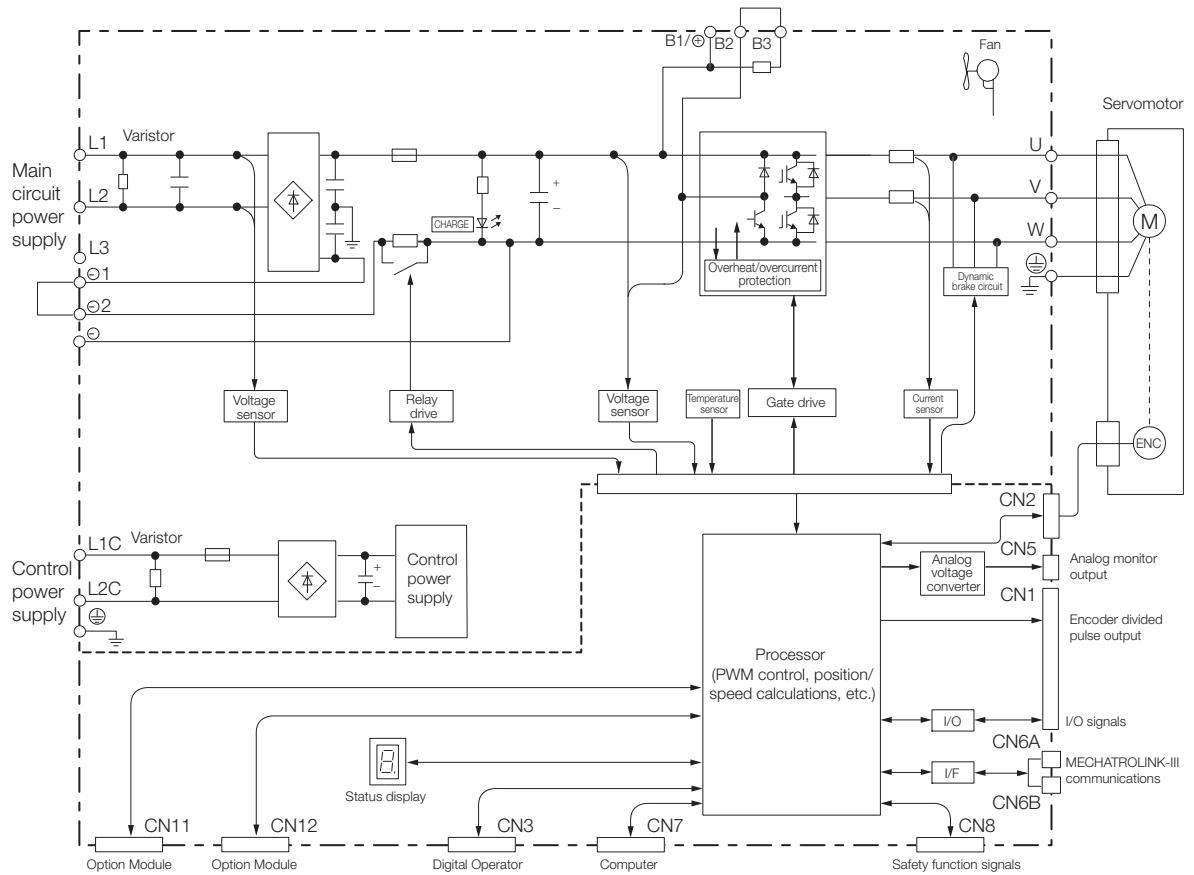 B1/⊕ B2 B3
Fan
Servomotor
L1 Varistor
Main
circuit
power
supply
L2
L3
⊖1
⊖2
⊖
CHARGE
+
−
Overheat/overcurrent
protection
U
V
W
M
Dynamic
brake circuit
Voltage
sensor
Relay
drive
Voltage
sensor
Temperature
sensor
Gate drive
Current
sensor
ENC
CN2
L1C Varistor
Control
power
supply
L2C
+
−
Control
power
supply
CN5
Analog
voltage
converter
Analog monitor
output
CN1
Encoder divided
pulse output
Processor
(PWM control, position/
speed calculations, etc.)
I/O
I/O signals
CN6A
I/F
MECHATROLINK-III
communications
CN6B
8.
Status display
CN11
Option Module
CN12
Option Module
CN3
Digital Operator
CN7
Computer
CN8
Safety function signals